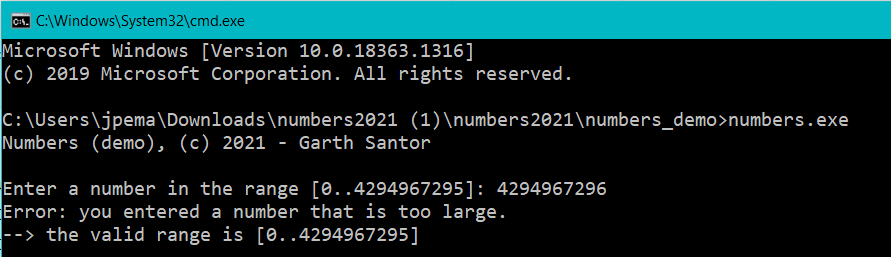 C:\Windows\System32\cmd.exe
Microsoft Windows [Version 10.0.18363.1316]
(c) 2019 Microsoft Corporation. All rights reserved.
C:\Users\jpema\Downloads\numbers2021 (1)\numbers2021\numbers_demo>numbers.exe
Numbers (demo), (c) 2021 - Garth Santor
Enter a number in the range [0..4294967295]: 4294967296
Error: you entered a number that is too large.
--> the valid range is [0..4294967295]